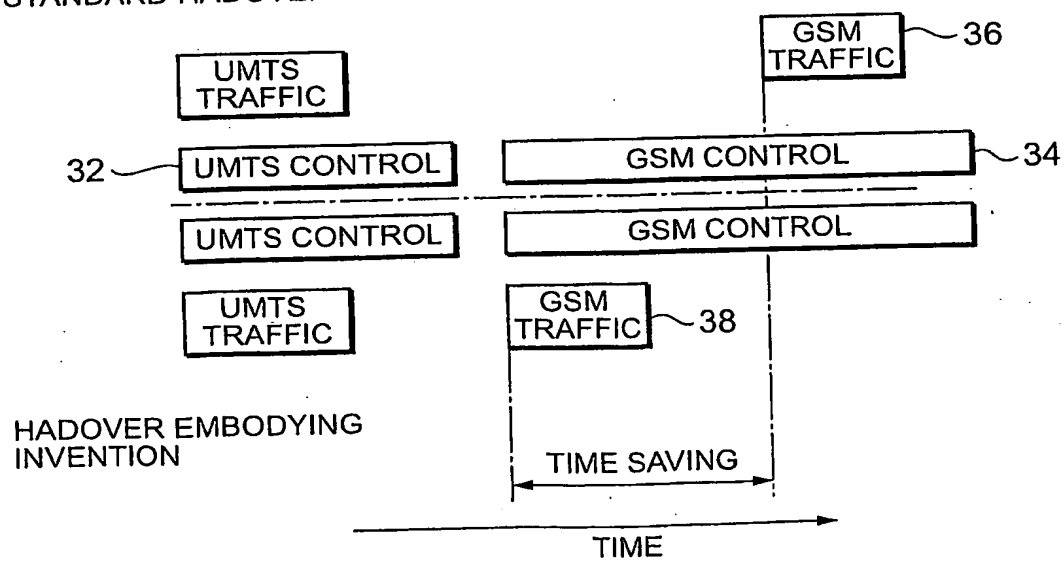 GSM
TRAFFIC
36
UMTS
TRAFFIC
32
UMTS CONTROL
GSM CONTROL
34
UMTS CONTROL
GSM CONTROL
UMTS
TRAFFIC
GSM
TRAFFIC
38
HADOVER EMBODYING
INVENTION
TIME SAVING
TIME